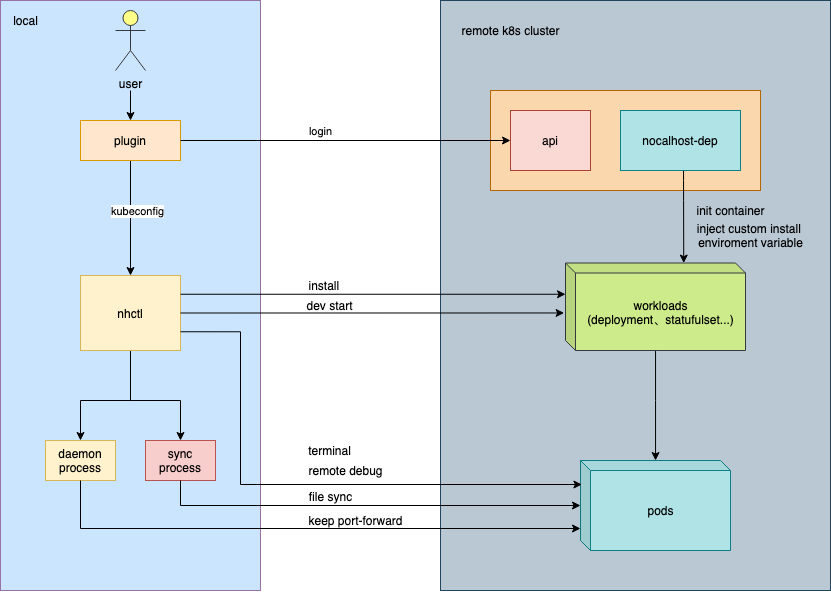 local
remote k8s cluster
user
plugin
login
api
nocalhost-dep
kubeconfig
init container
inject custom install
enviroment variable
nhctl
install
dev start
workloads
(deployment、statufulset...)
daemon
process
sync
process
terminal
remote debug
file sync
keep port-forward
pods